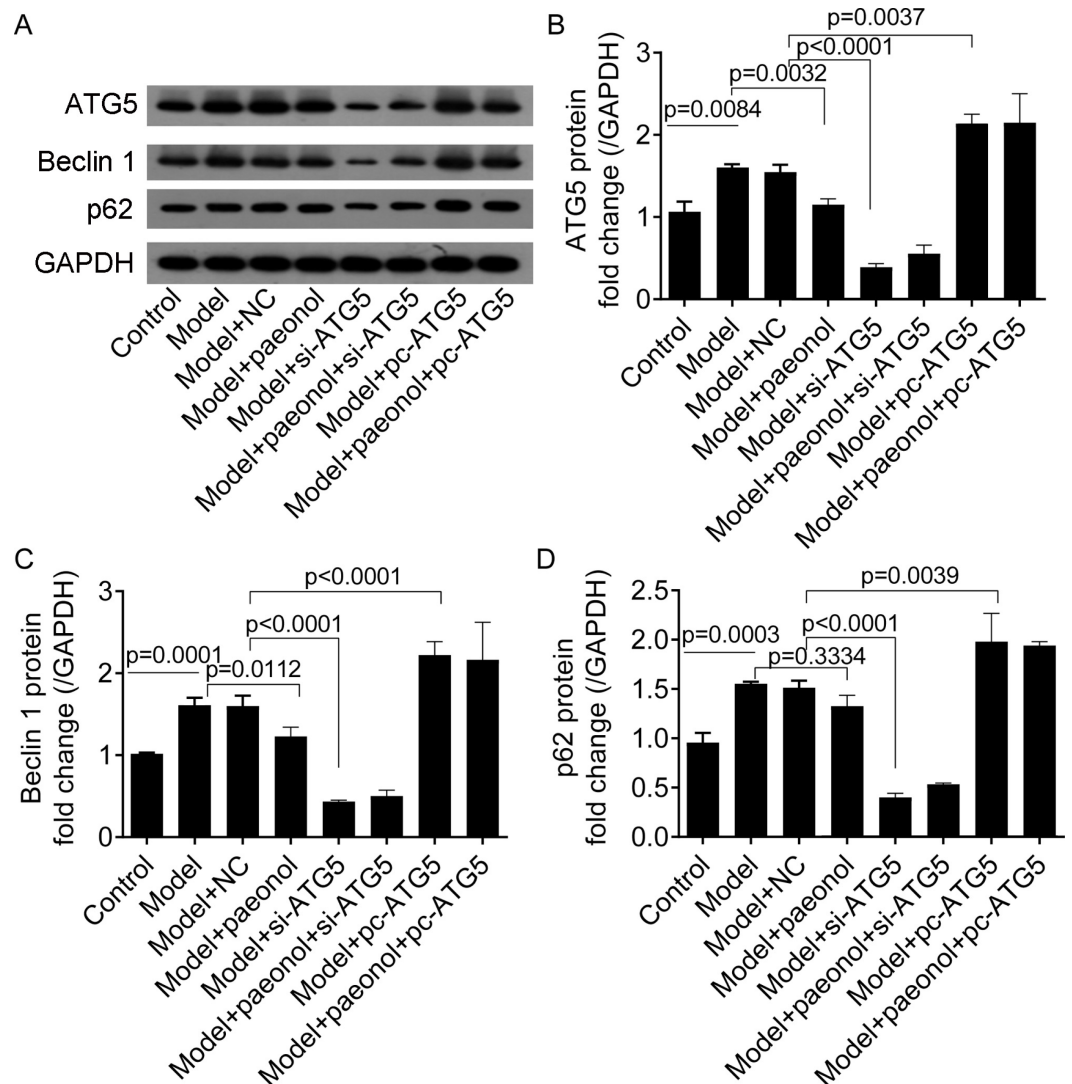 A
ATG5
Beclin 1
p62
GAPDH
Control
Model
Model+NC
Model+paeonol
Model+si-ATG5
Model+paeonol+si-ATG5
Model+pc-ATG5
Model+paeonol+pc-ATG5
B
p=0.0037
p<0.0001
p=0.0032
p=0.0084
ATG5 protein
fold change (/GAPDH)
3
2
1
0
Control
Model
Model+NC
Model+paeonol
Model+si-ATG5
Model+paeonol+si-ATG5
Model+pc-ATG5
Model+paeonol+pc-ATG5
C
p<0.0001
p<0.0001
p=0.0001
p=0.0112
Beclin 1 protein
fold change (/GAPDH)
3
2
1
0
Control
Model
Model+NC
Model+paeonol
Model+si-ATG5
Model+paeonol+si-ATG5
Model+pc-ATG5
Model+paeonol+pc-ATG5
D
p=0.0039
p<0.0001
p=0.0003
p=0.3334
p62 protein
fold change (/GAPDH)
2.5
2.0
1.5
1.0
0.5
0.0
Control
Model
Model+NC
Model+paeonol
Model+si-ATG5
Model+paeonol+si-ATG5
Model+pc-ATG5
Model+paeonol+pc-ATG5